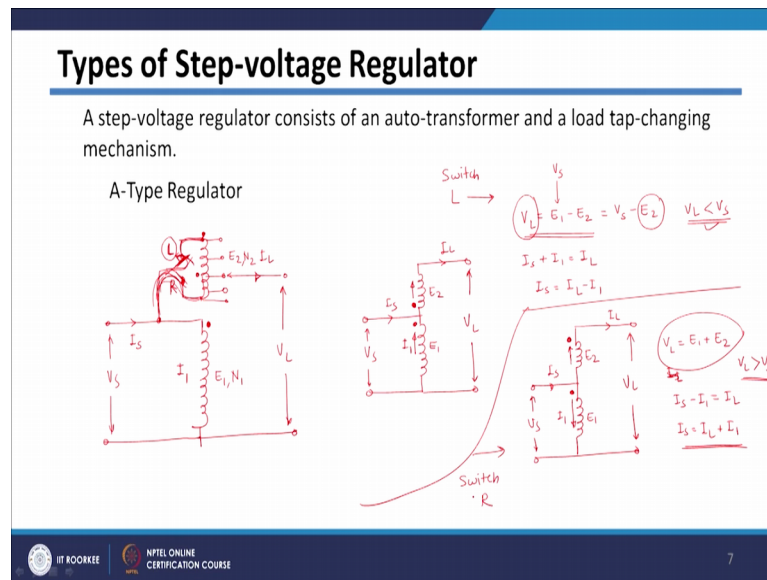 Types of Step-voltage Regulator
A step-voltage regulator consists of an auto-transformer and a load tap-changing
mechanism.
A-Type Regulator
L
R
E2,N2
IL
IS
VS
I1
E1,N1
VL
IL
E2
IS
I1
E1
VS
VL
Switch
L →
VS
VL = E1 - E2 = VS - E2
VL < VS
IS + I1 = IL
IS = IL - I1
Switch
R
IL
E2
IS
VS
I1
E1
VL
VL = E1 + E2
VL > V
IS - I1 = IL
IS = IL + I1
IIT ROORKEE
NPTEL ONLINE
CERTIFICATION COURSE
7